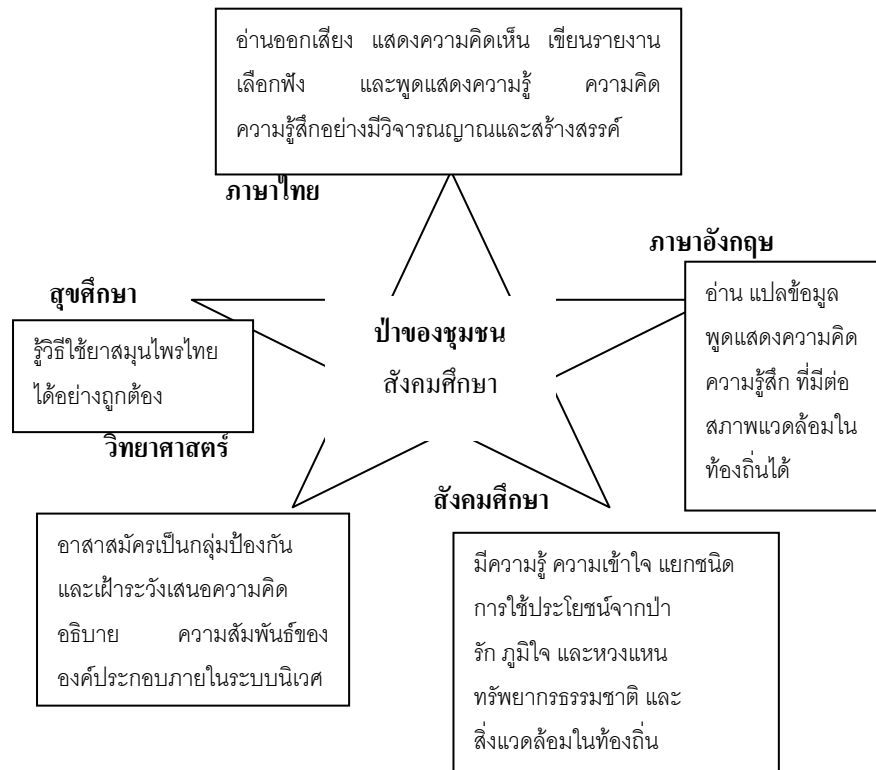 อ่านออกเสียง แสดงความคิดเห็น เขียนรายงาน
เลือกฟัง และพูดแสดงความรู้ ความคิด
ความรู้สึกอย่างมีวิจารณญาณและสร้างสรรค์
ภาษาไทย
ภาษาอังกฤษ
อ่าน แปลข้อมูล
พูดแสดงความคิด
ความรู้สึก ที่มีต่อ
สภาพแวดล้อมใน
ท้องถิ่นได้
สุขศึกษา
รู้วิธีใช้ยาสมุนไพรไทย
ได้อย่างถูกต้อง
ป่าของชุมชน
สังคมศึกษา
วิทยาศาสตร์
อาสาสมัครเป็นกลุ่มป้องกัน
และเฝ้าระวังเสนอความคิด
อธิบาย ความสัมพันธ์ของ
องค์ประกอบภายในระบบนิเวศ
สังคมศึกษา
มีความรู้ ความเข้าใจ แยกชนิด
การใช้ประโยชน์จากป่า
รัก ภูมิใจ และหวงแหน
ทรัพยากรธรรมชาติ และ
สิ่งแวดล้อมในท้องถิ่น